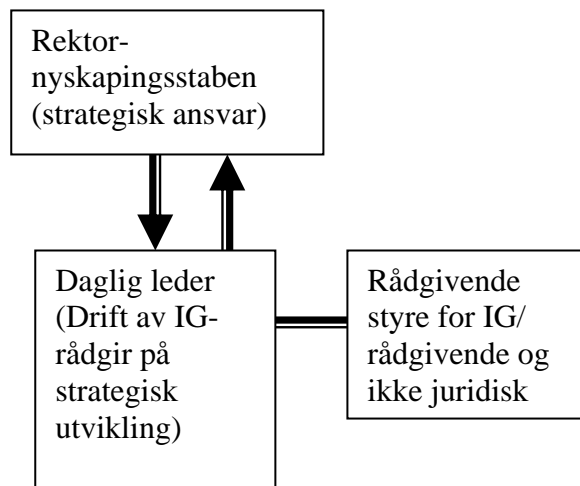 Rektor-
nyskapingsstaben
(strategisk ansvar)
Daglig leder
(Drift av IG-
rådgir på
strategisk
utvikling)
Rådgivende
styre for IG/
rådgivende og
ikke juridisk